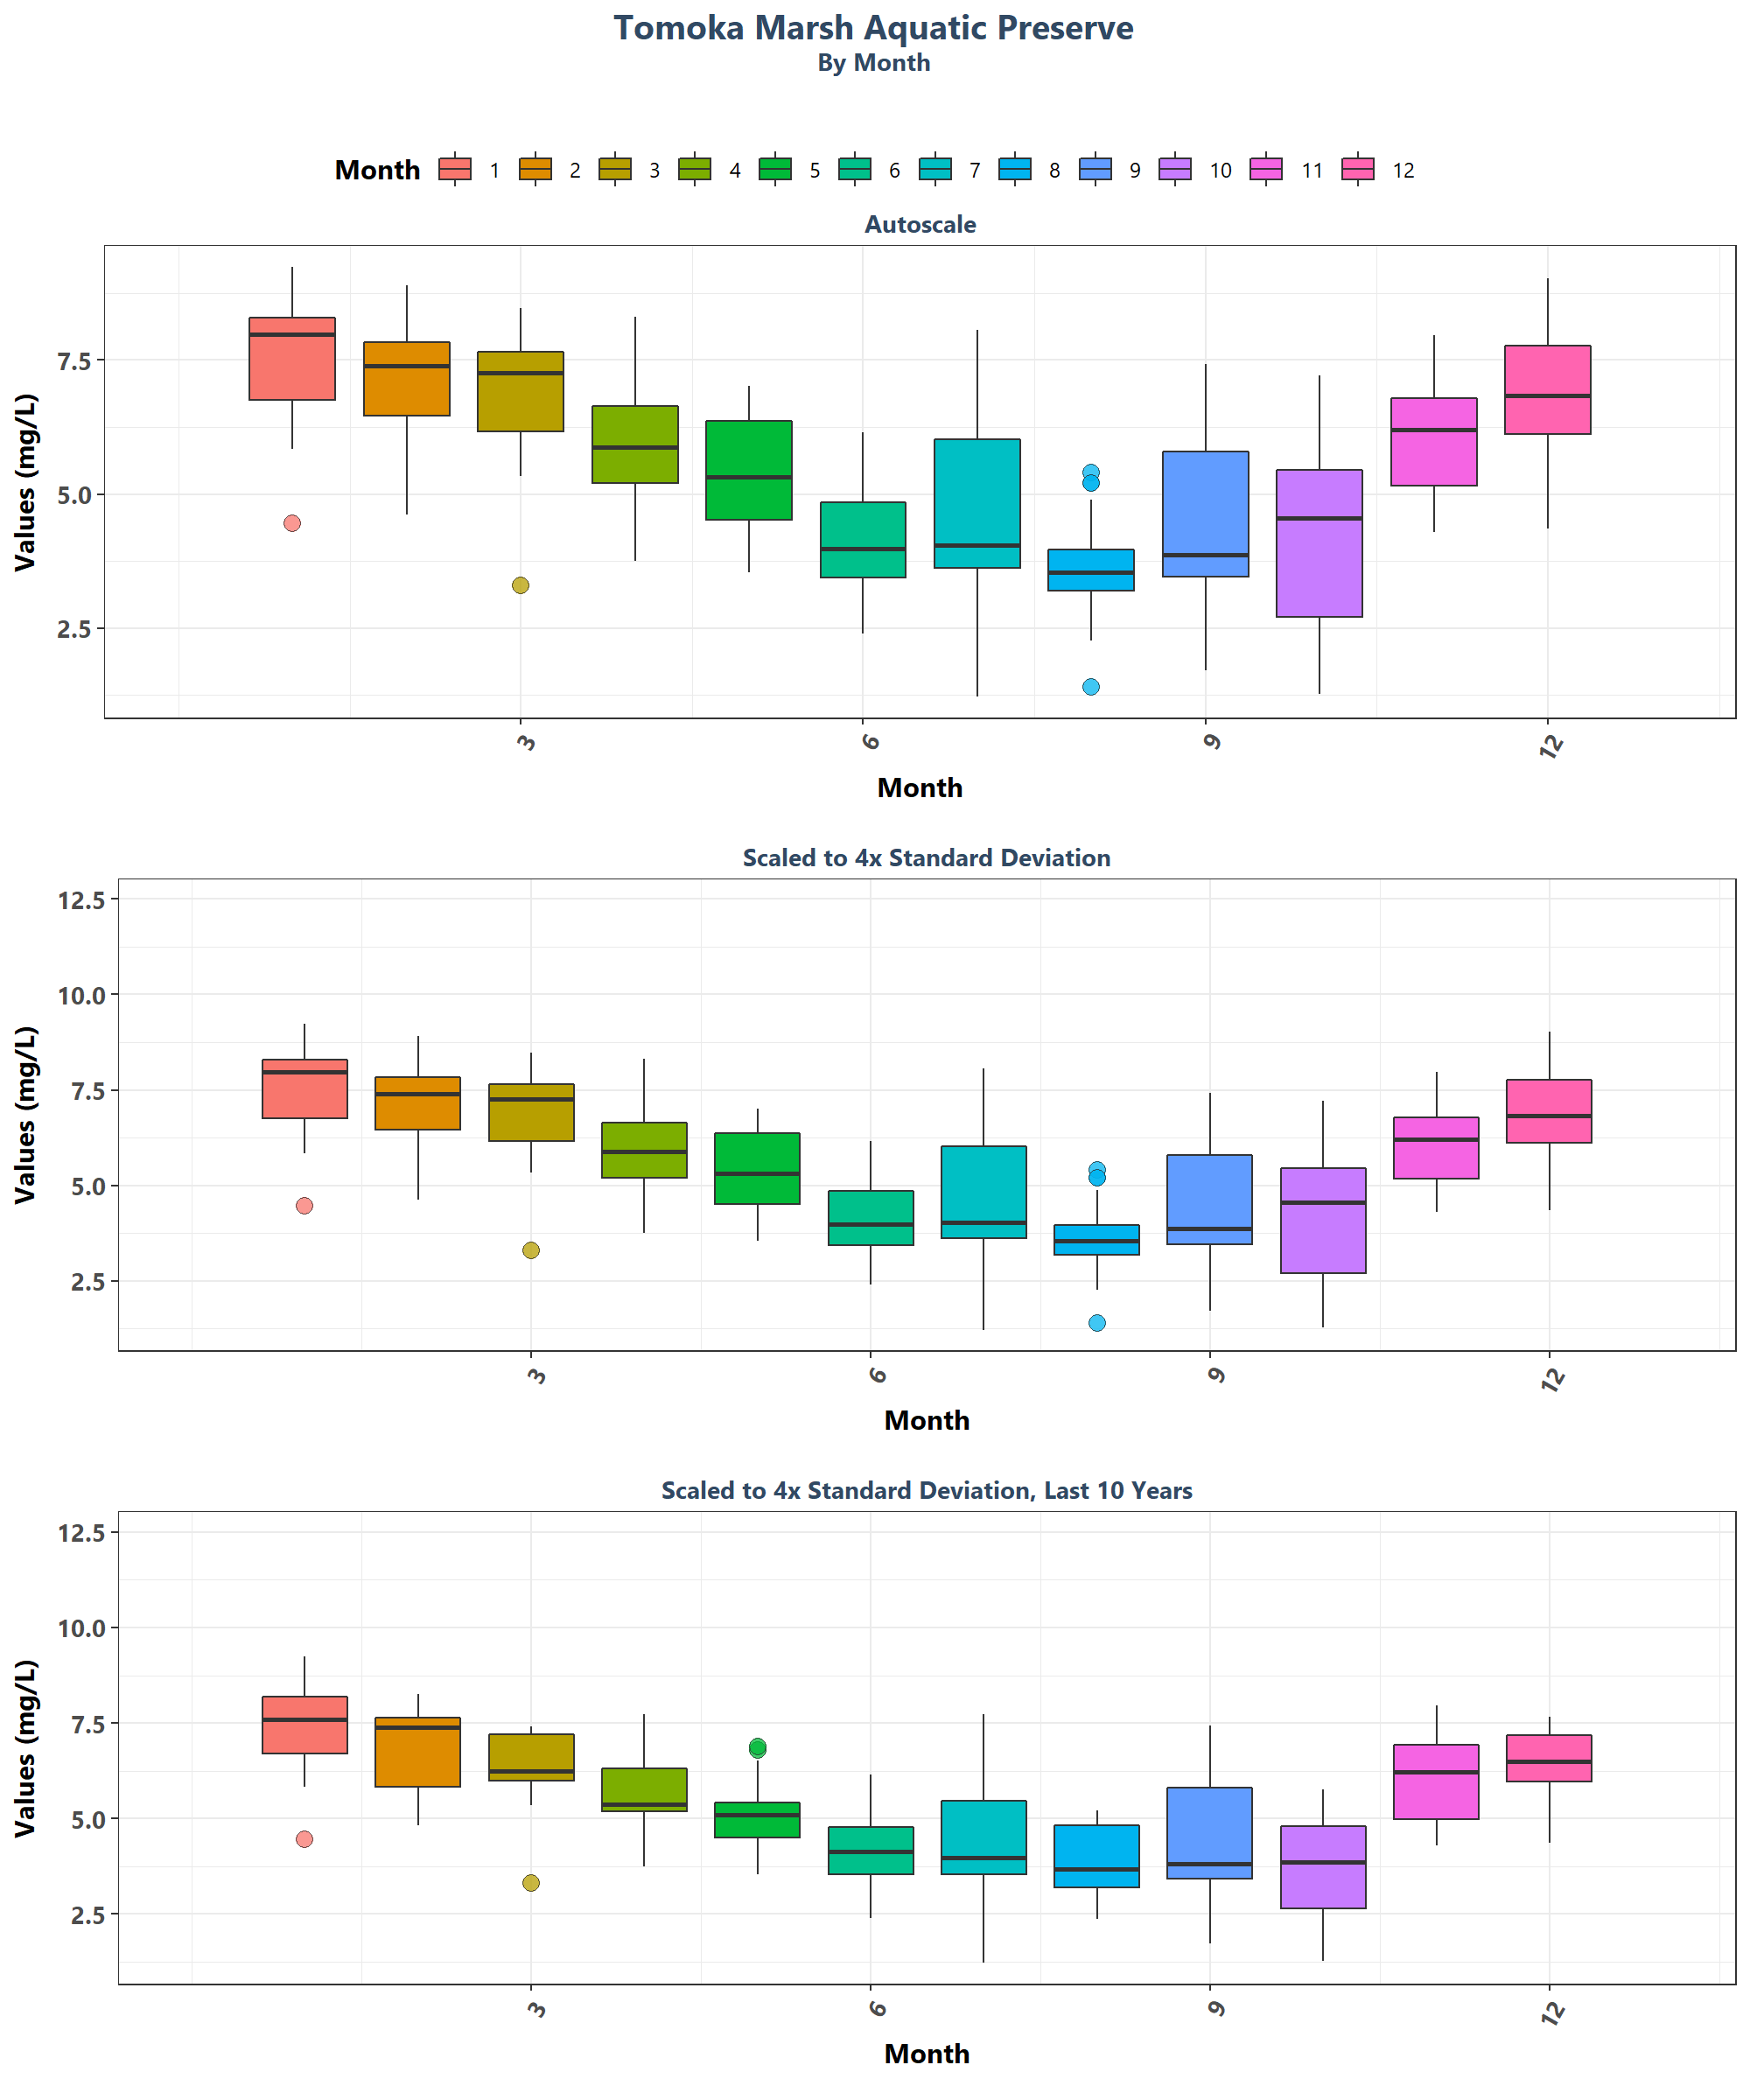 Tomoka Marsh Aquatic Preserve
By Month
Month 1 2 3 4 5 6 7 8 9 10 11 12
Autoscale
Values (mg/L)
7.5
5.0
2.5
3 6 9 12
Month
Scaled to 4x Standard Deviation
Values (mg/L)
12.5
10.0
7.5
5.0
2.5
3 6 9 12
Month
Scaled to 4x Standard Deviation, Last 10 Years
Values (mg/L)
12.5
10.0
7.5
5.0
2.5
3 6 9 12
Month